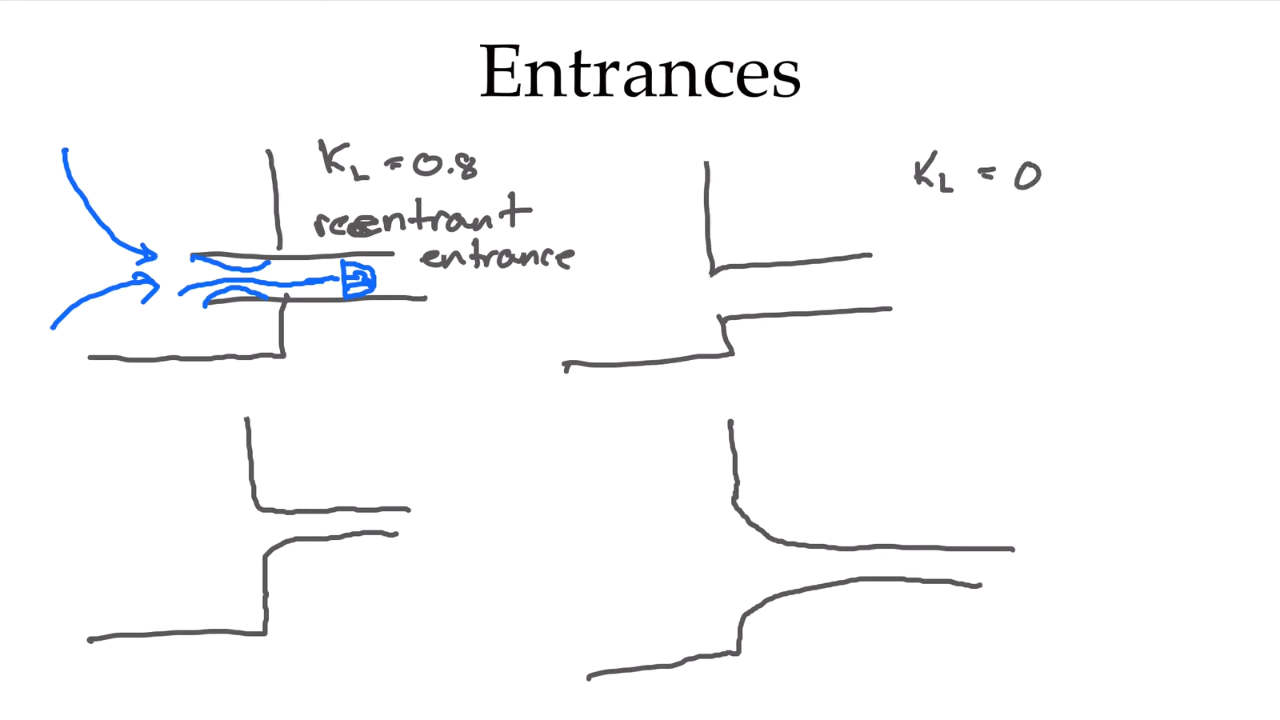 Entrances
K_L = 0.8
reentrant
entrance
K_L = 0